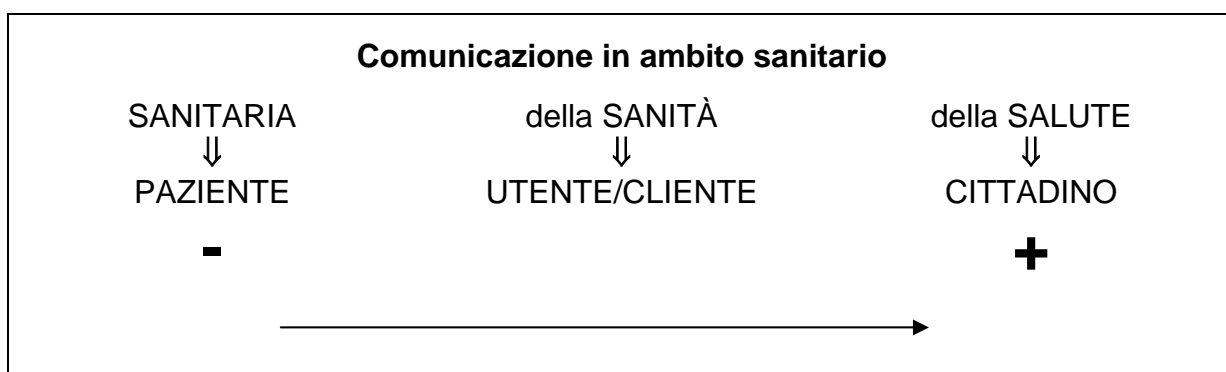 Comunicazione in ambito sanitario
SANITARIA della SANITÀ della SALUTE
⇓ ⇓ ⇓
PAZIENTE UTENTE/CLIENTE CITTADINO
- +